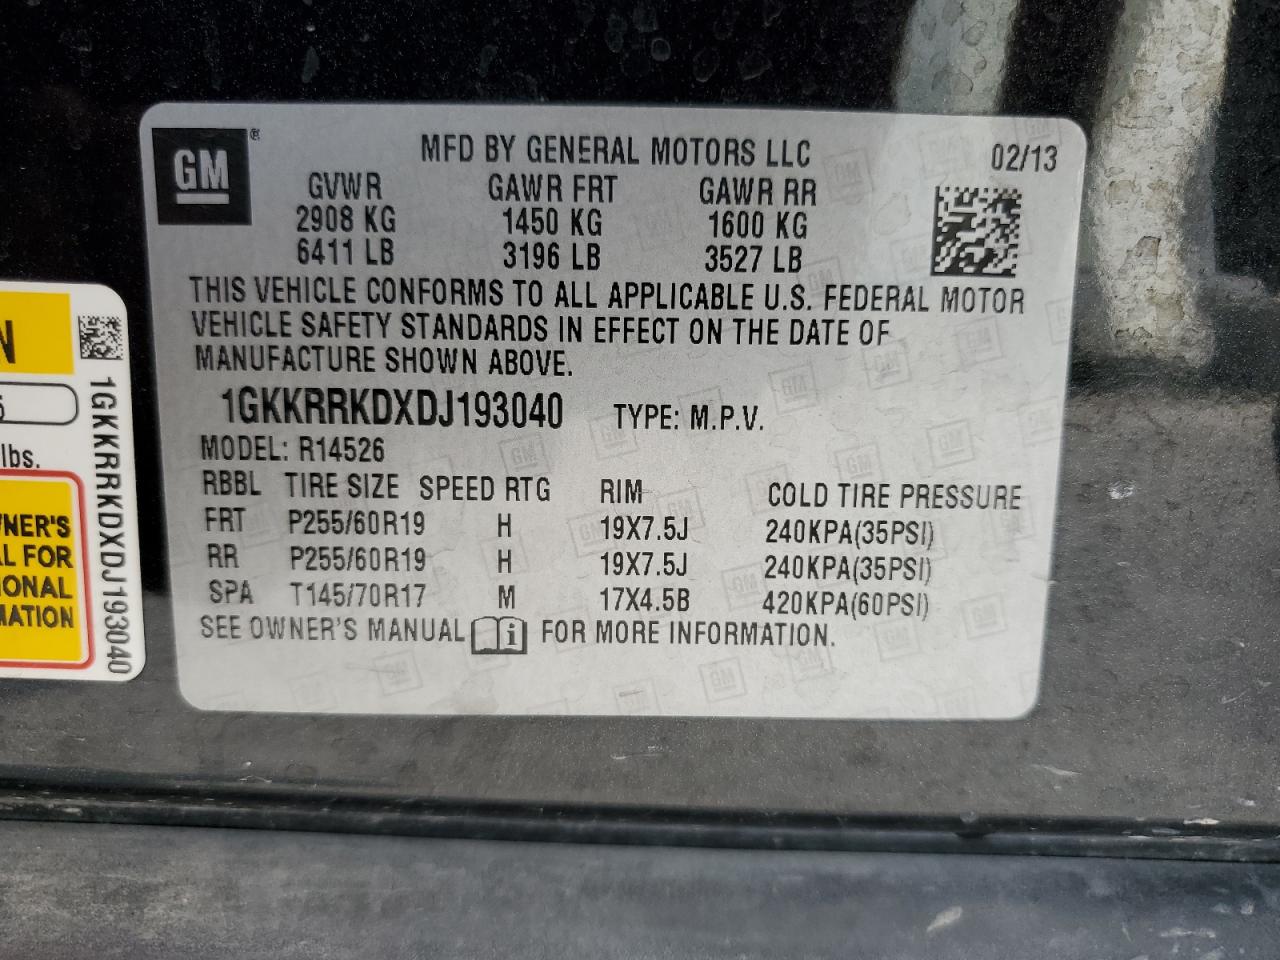 GM ®
MFD BY GENERAL MOTORS LLC 02/13
GVWR GAWR FRT GAWR RR
2908 KG 1450 KG 1600 KG
6411 LB 3196 LB 3527 LB
THIS VEHICLE CONFORMS TO ALL APPLICABLE U.S. FEDERAL MOTOR
VEHICLE SAFETY STANDARDS IN EFFECT ON THE DATE OF
MANUFACTURE SHOWN ABOVE.
1GKKRRKDXDJ193040 TYPE: M.P.V.
MODEL: R14526
RBBL TIRE SIZE SPEED RTG RIM COLD TIRE PRESSURE
FRT P255/60R19 H 19X7.5J 240KPA(35PSI)
RR P255/60R19 H 19X7.5J 240KPA(35PSI)
SPA T145/70R17 M 17X4.5B 420KPA(60PSI)
SEE OWNER'S MANUAL i FOR MORE INFORMATION.
N
lbs.
WNER'S
L FOR
IONAL
MATION
1GKKRRKDXDJ193040